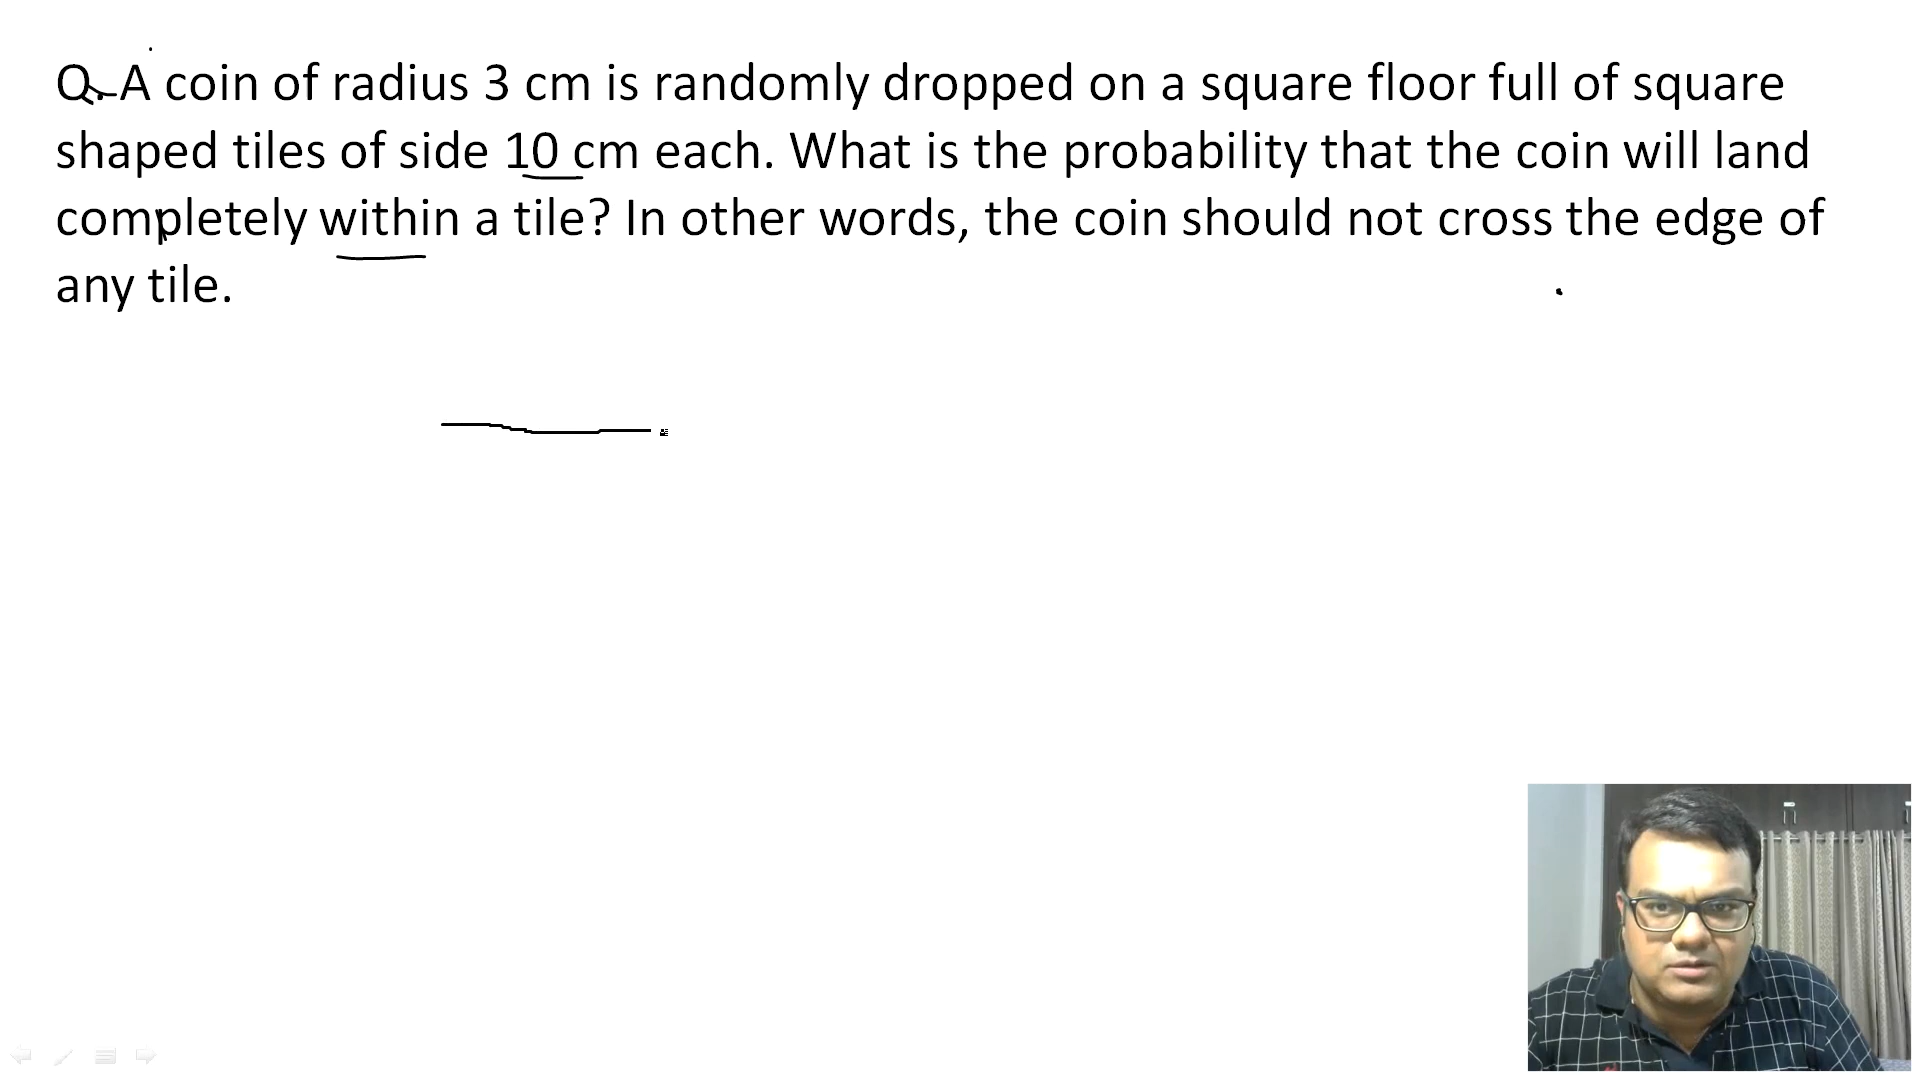 Q. A coin of radius 3 cm is randomly dropped on a square floor full of square
shaped tiles of side 10 cm each. What is the probability that the coin will land
completely within a tile? In other words, the coin should not cross the edge of
any tile.